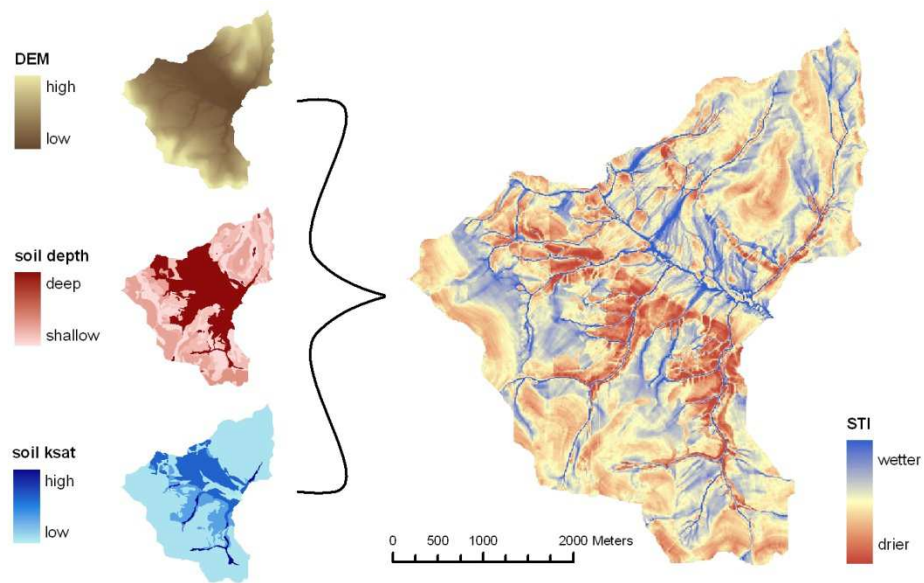 DEM
high
low
soil depth
deep
shallow
soil ksat
high
low
STI
wetter
drier
0 500 1000 2000 Meters